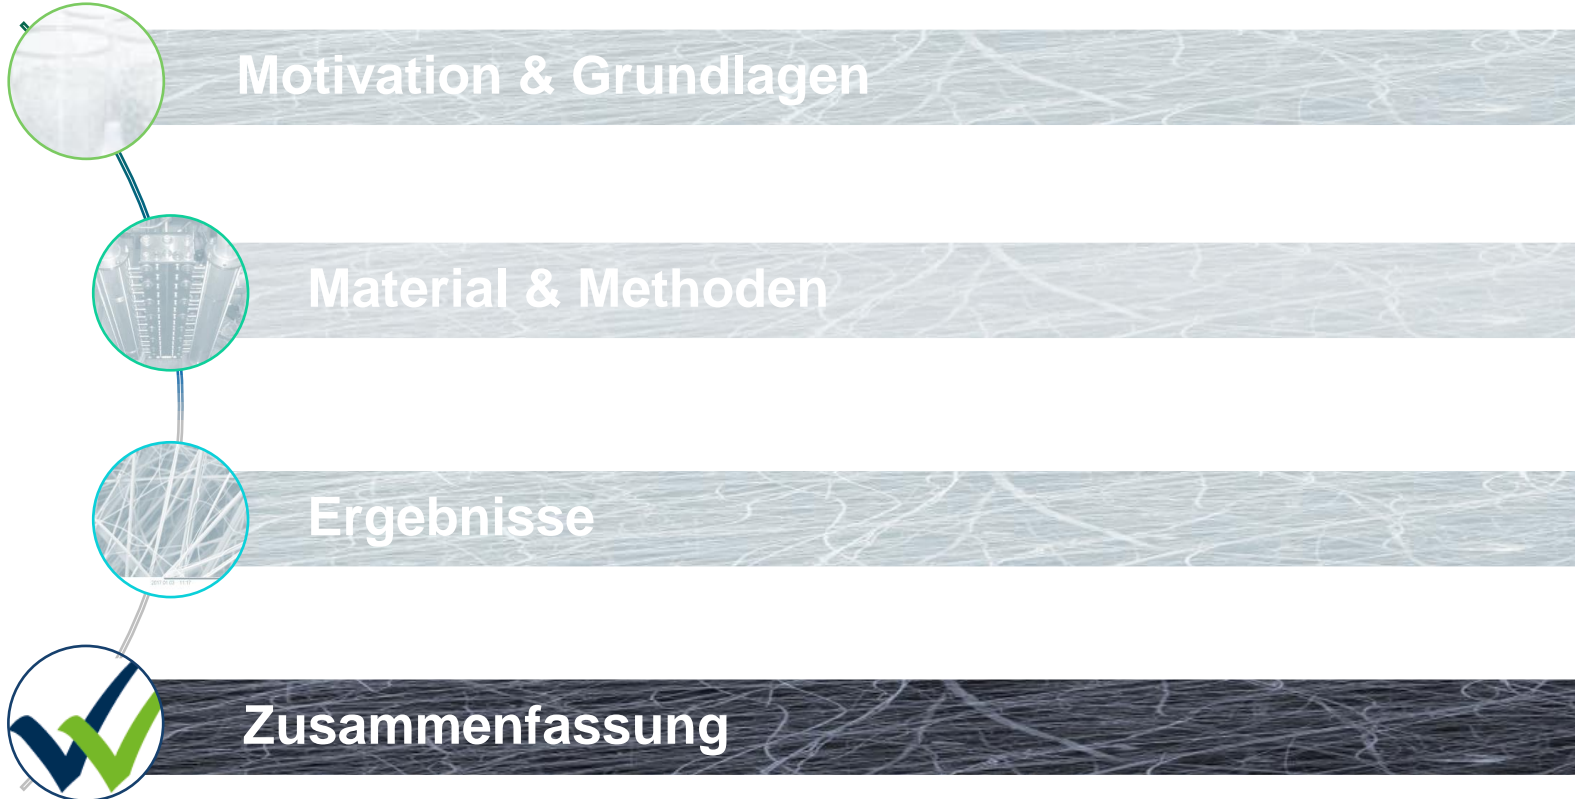 Motivation & Grundlagen
Material & Methoden
Ergebnisse
Zusammenfassung